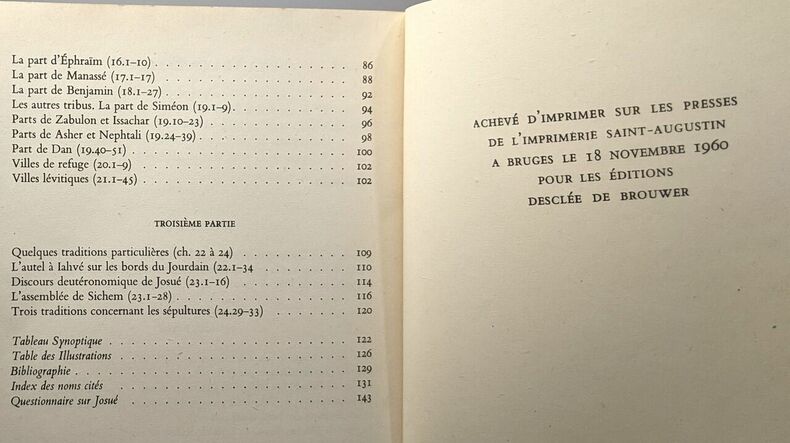 La part d'Éphraïm (16.1–10) . . . . . . . . . . . . . . 86
La part de Manassé (17.1–17) . . . . . . . . . . . . . . 88
La part de Benjamin (18.1–27) . . . . . . . . . . . . . . 92
Les autres tribus. La part de Siméon (19.1–9). . . . . . . . . 94
Parts de Zabulon et Issachar (19.10–23) . . . . . . . . . . . 96
Parts de Asher et Nephtali (19.24–39) . . . . . . . . . . . . 98
Part de Dan (19.40–51) . . . . . . . . . . . . . . . . 100
Villes de refuge (20.1–9) . . . . . . . . . . . . . . . 102
Villes lévitiques (21.1–45) . . . . . . . . . . . . . . . 102
TROISIÈME PARTIE
Quelques traditions particulières (ch. 22 à 24) . . . . . . . . 109
L'autel à Iahvé sur les bords du Jourdain (22.1–34 . . . . . . . 110
Discours deutéronomique de Josué (23.1–16) . . . . . . . . . 114
L'assemblée de Sichem (23.1–28) . . . . . . . . . . . . . 116
Trois traditions concernant les sépultures (24.29–33) . . . . . . 120
Tableau Synoptique . . . . . . . . . . . . . . . . . 122
Table des Illustrations . . . . . . . . . . . . . . . . 126
Bibliographie . . . . . . . . . . . . . . . . . . . 129
Index des noms cités . . . . . . . . . . . . . . . . 131
Questionnaire sur Josué . . . . . . . . . . . . . . . 143
ACHEVÉ D'IMPRIMER SUR LES PRESSES
DE L'IMPRIMERIE SAINT-AUGUSTIN
A BRUGES LE 18 NOVEMBRE 1960
POUR LES ÉDITIONS
DESCLÉE DE BROUWER